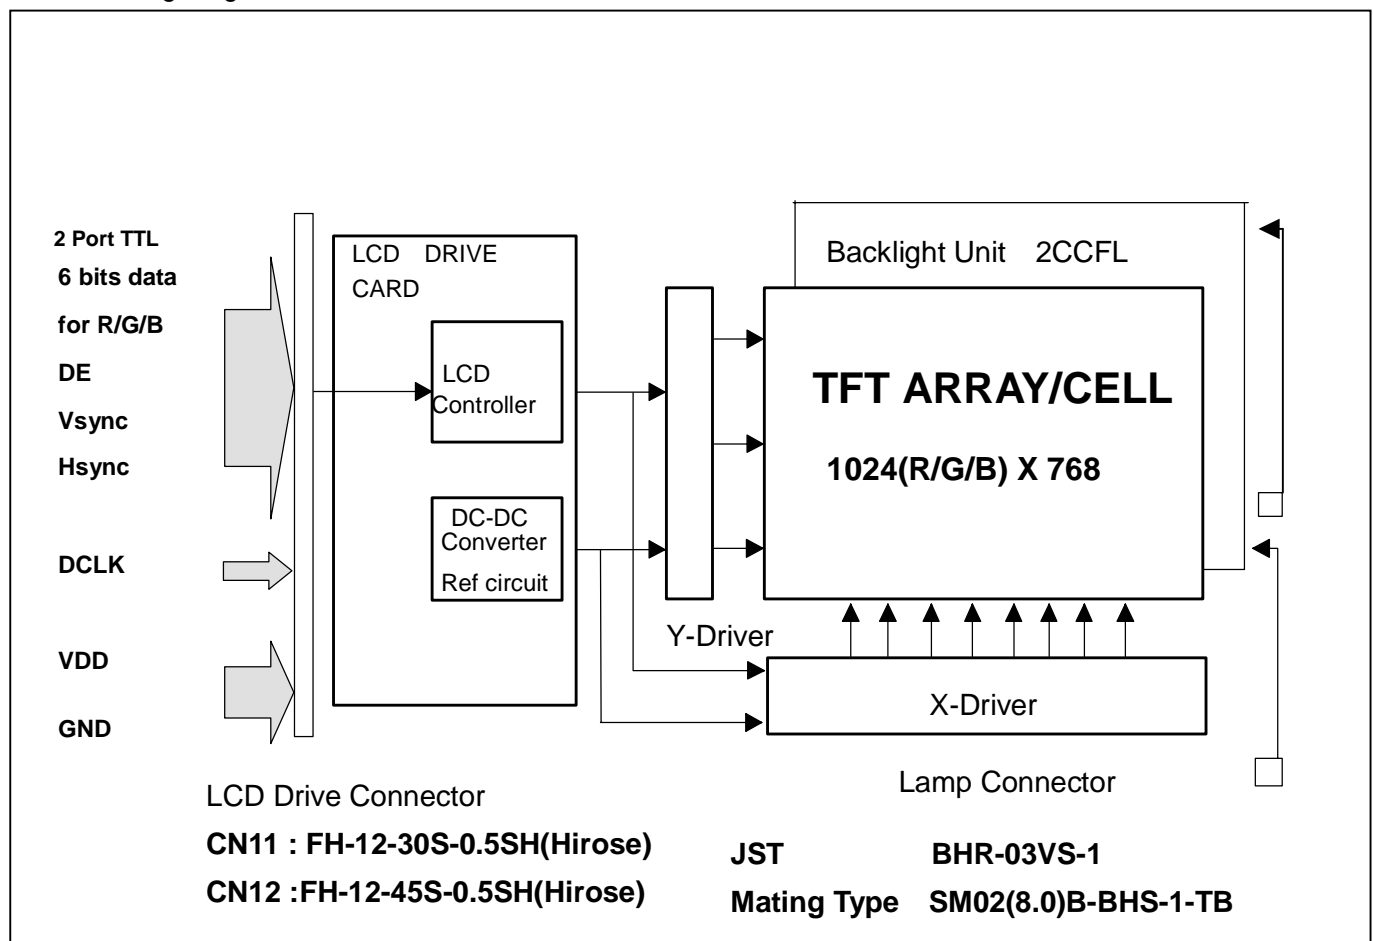 2 Port TTL
6 bits data
for R/G/B
DE
Vsync
Hsync
DCLK
VDD
GND
LCD DRIVE
CARD
LCD
Controller
DC-DC
Converter
Ref circuit
Y-Driver
Backlight Unit 2CCFL
TFT ARRAY/CELL
1024(R/G/B) X 768
X-Driver
LCD Drive Connector
CN11 : FH-12-30S-0.5SH(Hirose)
CN12 :FH-12-45S-0.5SH(Hirose)
Lamp Connector
JST BHR-03VS-1
Mating Type SM02(8.0)B-BHS-1-TB